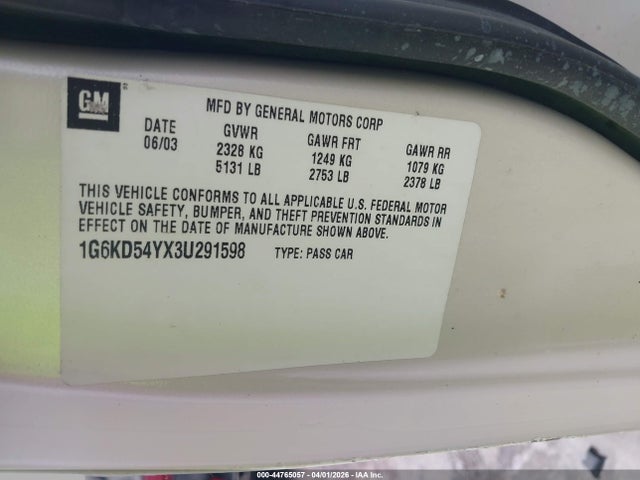 GM
MFD BY GENERAL MOTORS CORP
DATE GVWR GAWR FRT GAWR RR
06/03 2328 KG 1249 KG 1079 KG
5131 LB 2753 LB 2378 LB
THIS VEHICLE CONFORMS TO ALL APPLICABLE U.S. FEDERAL MOTOR
VEHICLE SAFETY, BUMPER, AND THEFT PREVENTION STANDARDS IN
EFFECT ON THE DATE OF MANUFACTURE SHOWN ABOVE.
1G6KD54YX3U291598 TYPE: PASS CAR
000-44765057 - 04/01/2026 - IAAI.COM